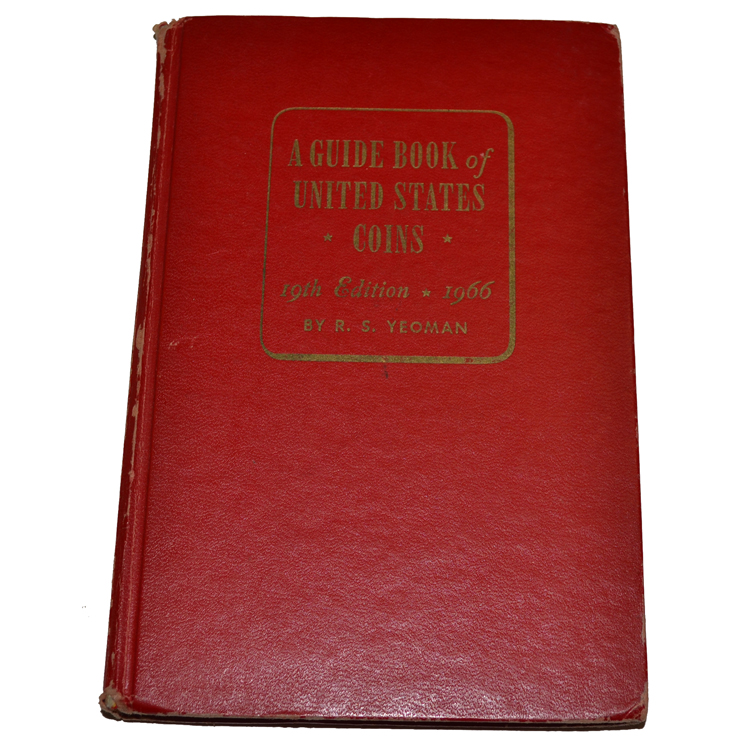 A GUIDE BOOK of
UNITED STATES
★ COINS ★
19th Edition ★ 1966
BY R. S. YEOMAN